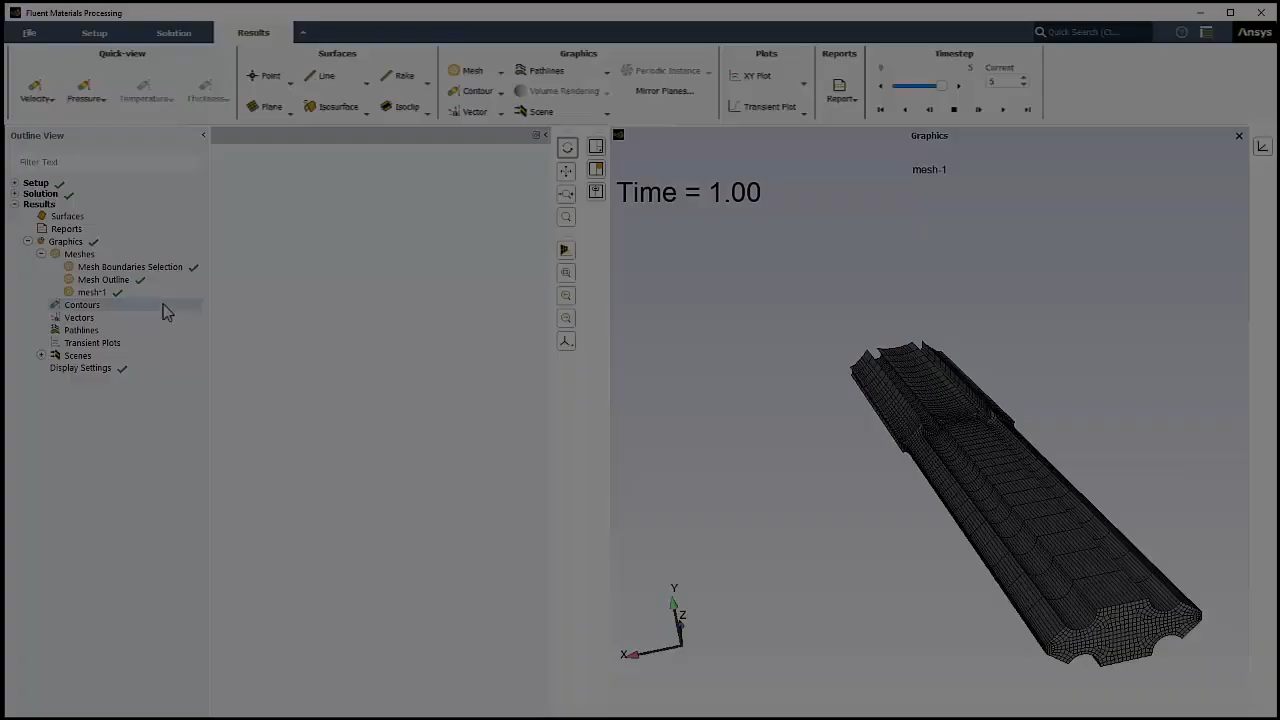 Fluent Materials Processing
File Setup Solution Results
Quick Search (Ct...
Ansys
Quick-view Surfaces Graphics Plots Reports Timestep
Velocity Pressure Temperature Thickness
Point Line Rake
Plane Isosurface Isoclip
Mesh Pathlines Periodic Instance
Contour Volume Rendering Mirror Planes...
Vector Scene
XY Plot
Transient Plot
Report
0 5 Current
5
Outline View
Filter Text
Setup
Solution
Results
Surfaces
Reports
Graphics
Meshes
Mesh Boundaries Selection
Mesh Outline
mesh-1
Contours
Vectors
Pathlines
Transient Plots
Scenes
Display Settings
Graphics
mesh-1
Time = 1.00
Y
Z
X